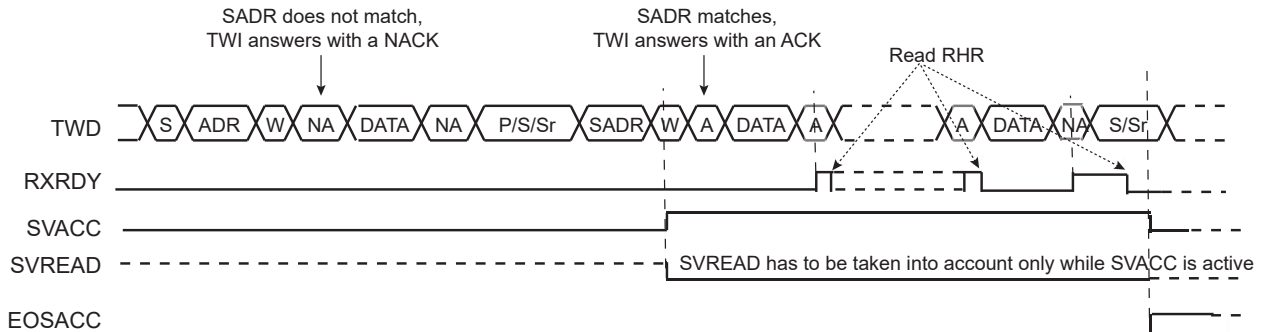 SADR does not match,
TWI answers with a NACK
SADR matches,
TWI answers with an ACK
Read RHR
TWD S ADR W NA DATA NA P/S/Sr SADR W A DATA A A DATA NA S/Sr
RXRDY
SVACC
SVREAD SVREAD has to be taken into account only while SVACC is active
EOSACC